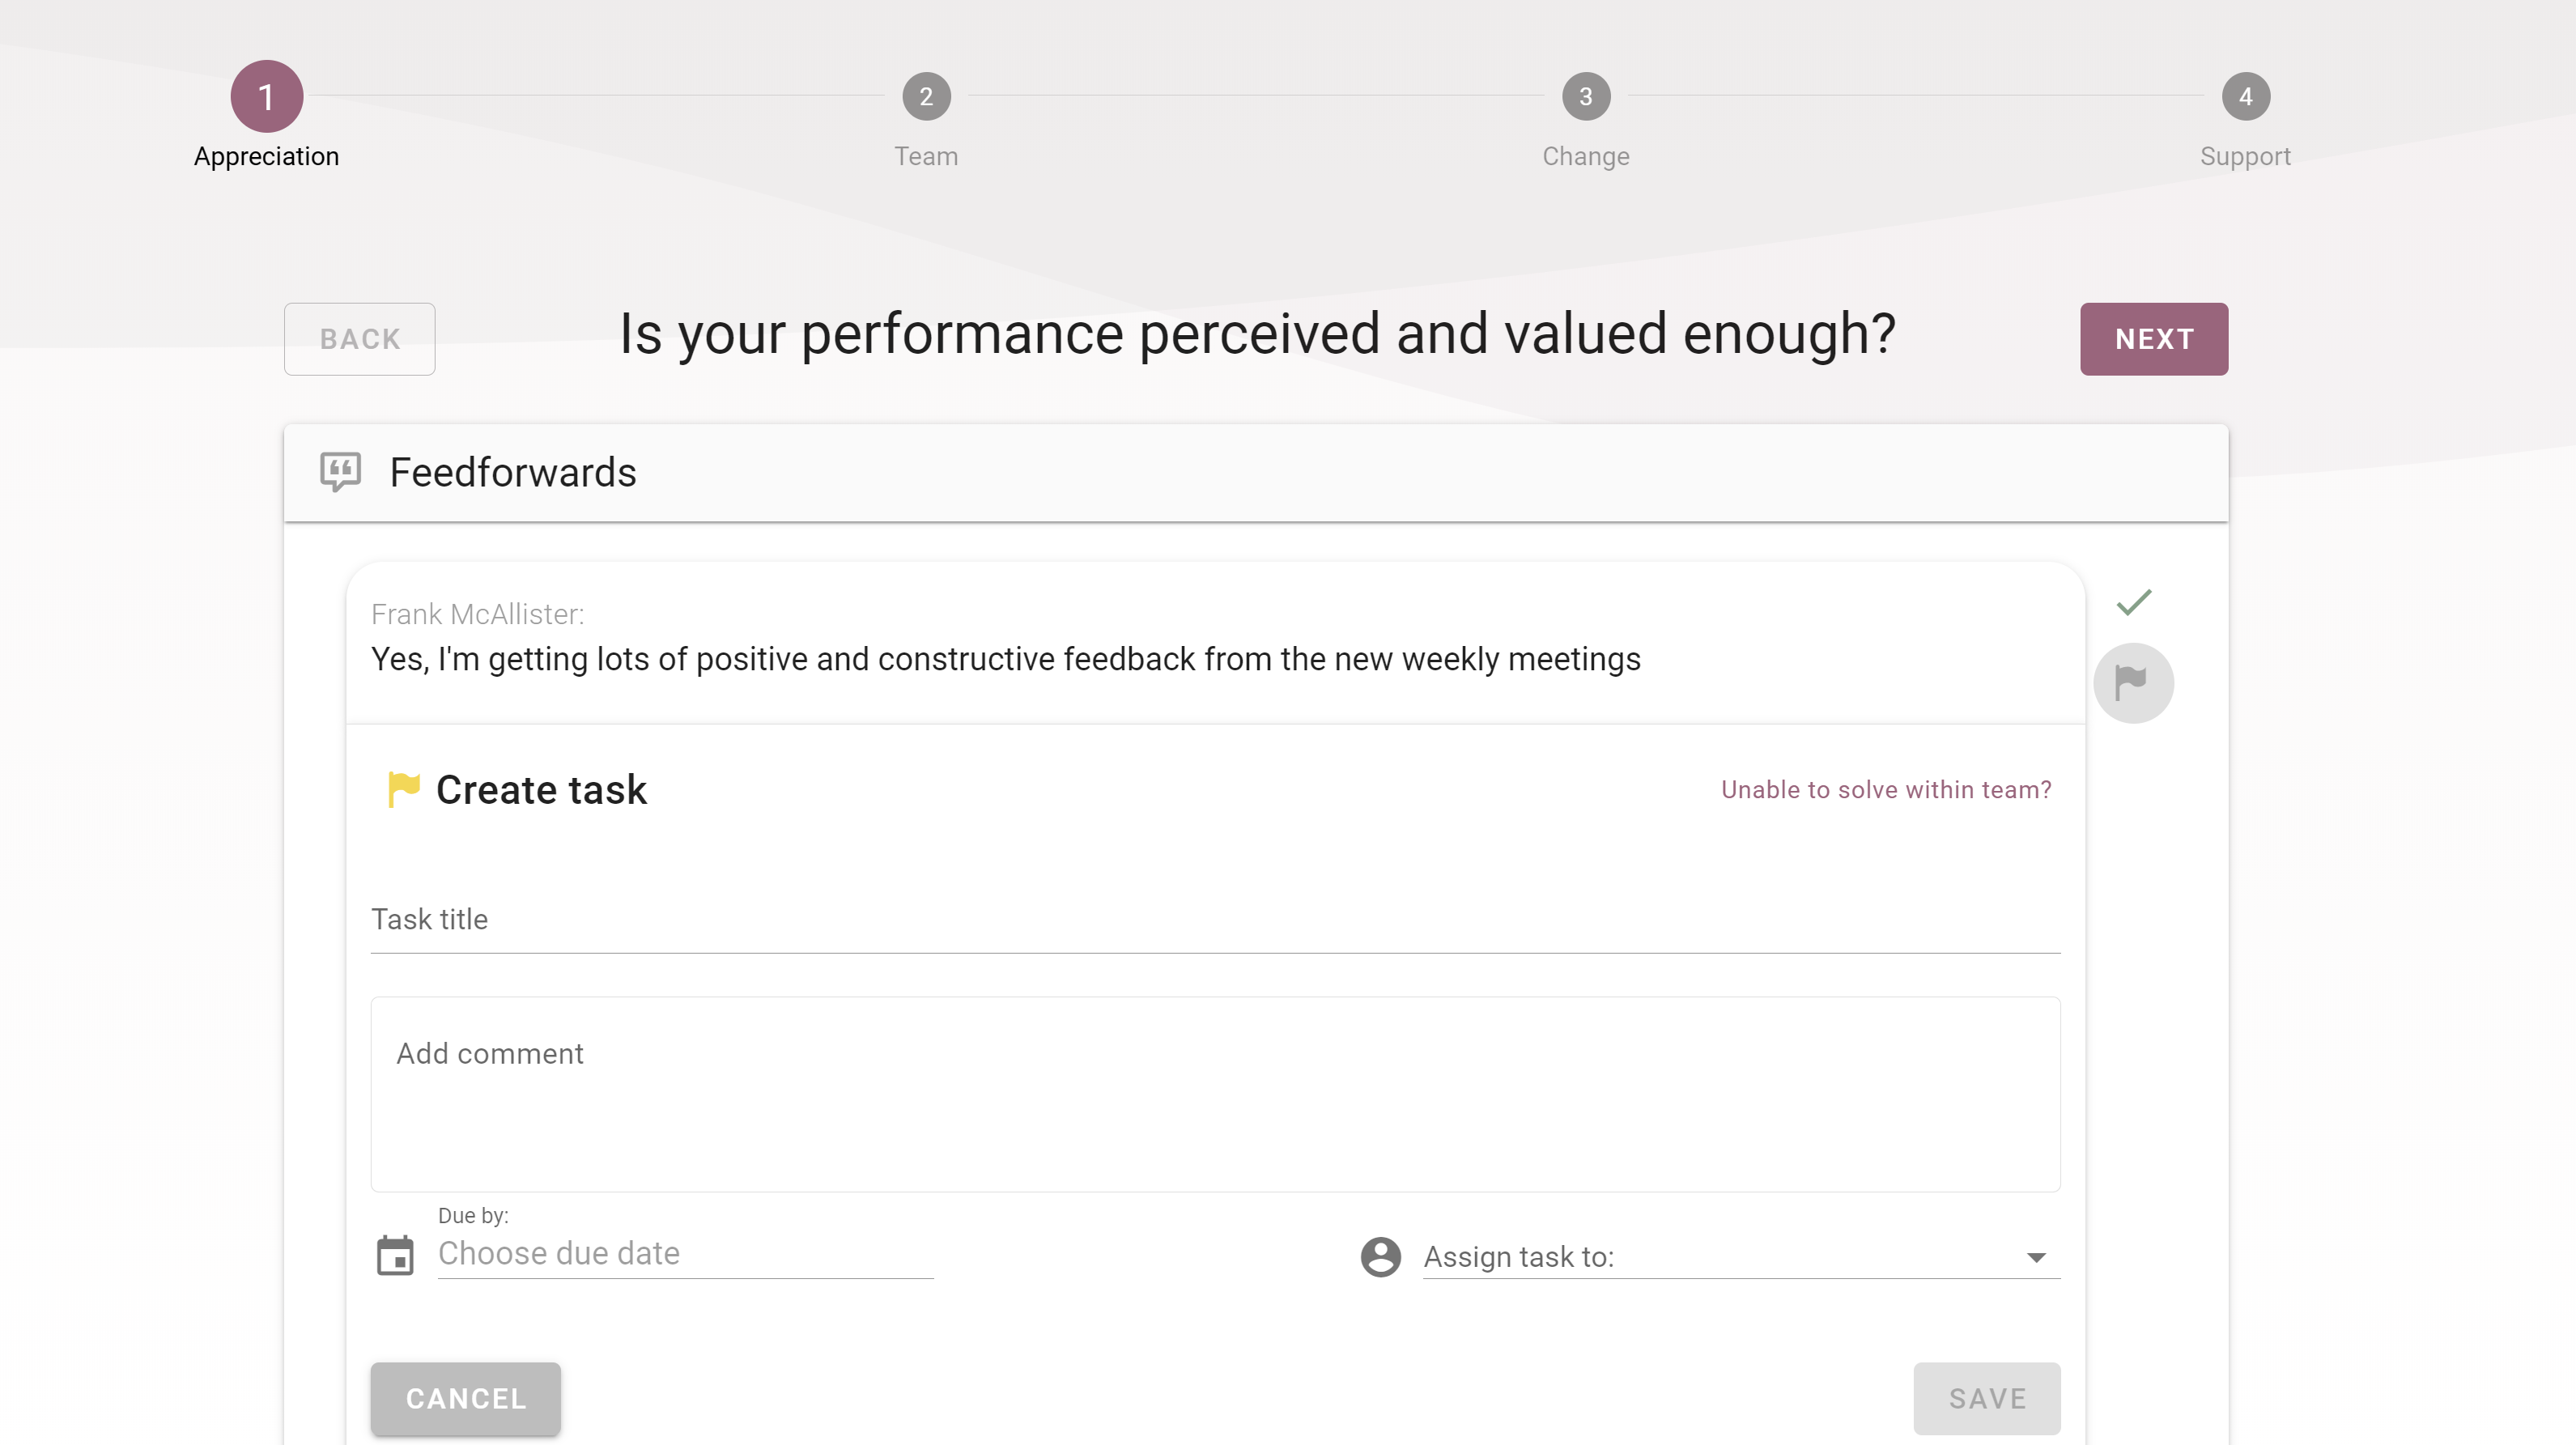 1
2
3
4
Appreciation
Team
Change
Support
BACK
Is your performance perceived and valued enough?
NEXT
Feedforwards
Frank McAllister:
Yes, I'm getting lots of positive and constructive feedback from the new weekly meetings
Create task
Unable to solve within team?
Task title
Add comment
Due by:
Choose due date
Assign task to:
CANCEL
SAVE